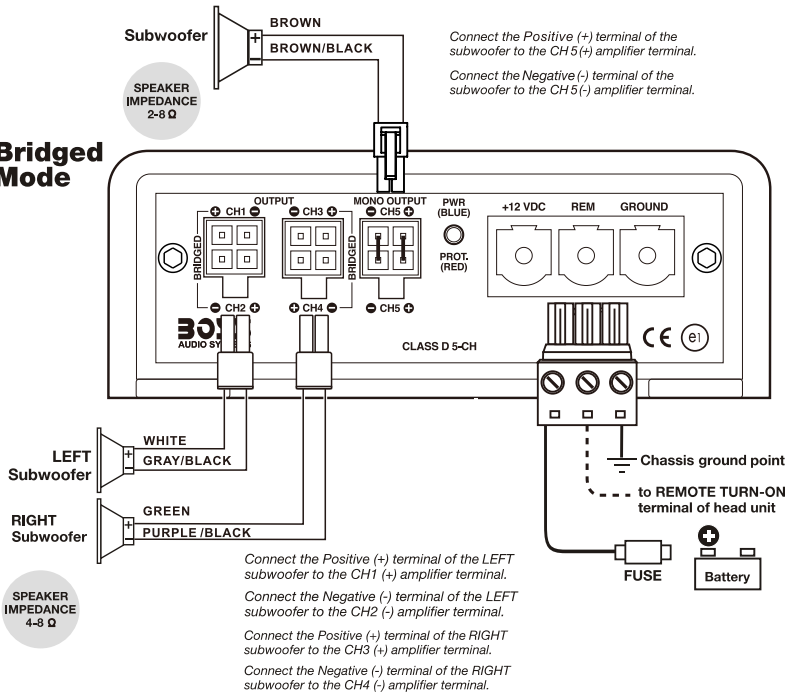 Subwoofer
+
−
BROWN
BROWN/BLACK
SPEAKER
IMPEDANCE
2-8 Ω
Connect the Positive (+) terminal of the
subwoofer to the CH 5(+) amplifier terminal.
Connect the Negative (-) terminal of the
subwoofer to the CH 5(-) amplifier terminal.
Bridged
Mode
OUTPUT
+ CH1 −
− CH3 +
BRIDGED
BRIDGED
− CH2 +
+ CH4 −
MONO OUTPUT
− CH5 +
− CH5 +
PWR
(BLUE)
PROT.
(RED)
+12 VDC
REM
GROUND
AUDIO
CLASS D 5-CH
CE
e1
LEFT
Subwoofer
+
−
WHITE
GRAY/BLACK
RIGHT
Subwoofer
+
−
GREEN
PURPLE /BLACK
SPEAKER
IMPEDANCE
4-8 Ω
Chassis ground point
to REMOTE TURN-ON
terminal of head unit
FUSE
+
Battery
Connect the Positive (+) terminal of the LEFT
subwoofer to the CH1 (+) amplifier terminal.
Connect the Negative (-) terminal of the LEFT
subwoofer to the CH2 (-) amplifier terminal.
Connect the Positive (+) terminal of the RIGHT
subwoofer to the CH3 (+) amplifier terminal.
Connect the Negative (-) terminal of the RIGHT
subwoofer to the CH4 (-) amplifier terminal.